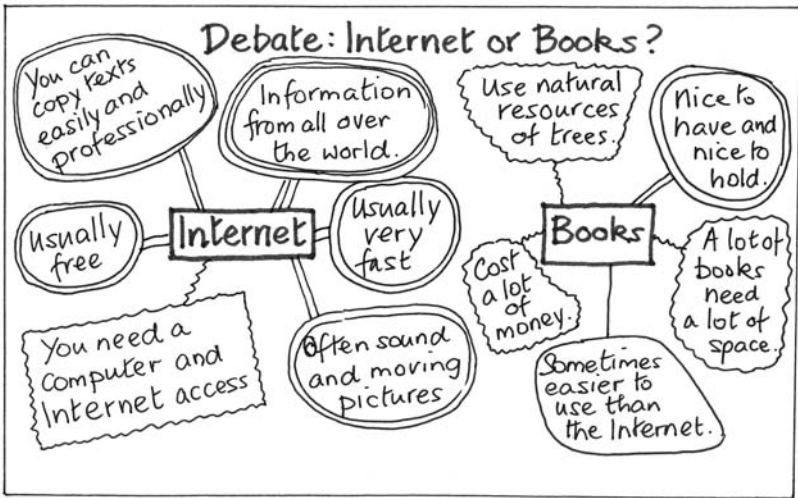 Debate: Internet or Books?
You can
copy texts
easily and
professionally
Information
from all over
the world.
Usually
free
Internet
Usually
very
fast
You need a
computer and
Internet access
Often sound
and moving
pictures
Use natural
resources
of trees.
Nice to
have and
nice to
hold.
Books
Cost
a lot
of
money.
A lot of
books
need
a lot of
space.
Sometimes
easier to
use than
the Internet.